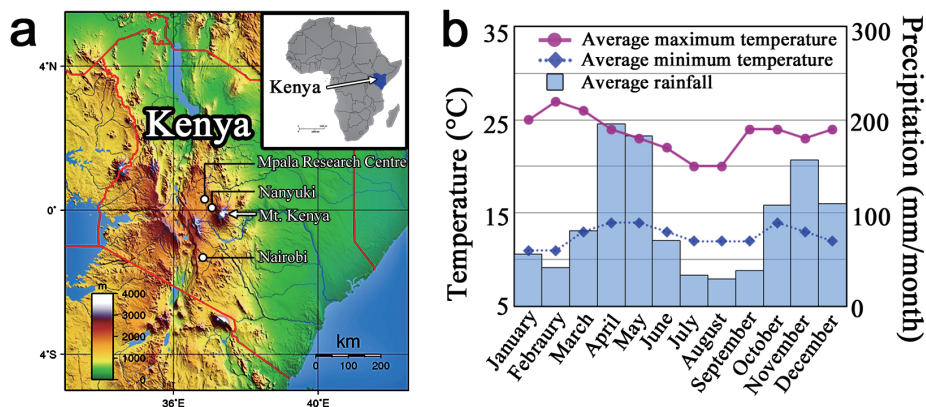 a
Kenya
Kenya
Mpala Research Centre
Nanyuki
Mt. Kenya
Nairobi
4°N
0°
4°S
36°E
40°E
m
4000
3000
2000
1000
0
km
0 100 200
b
Average maximum temperature
Average minimum temperature
Average rainfall
Temperature (°C)
35
25
15
5
Precipitation (mm/month)
300
200
100
0
January
Febraury
March
April
May
June
July
August
September
October
November
December